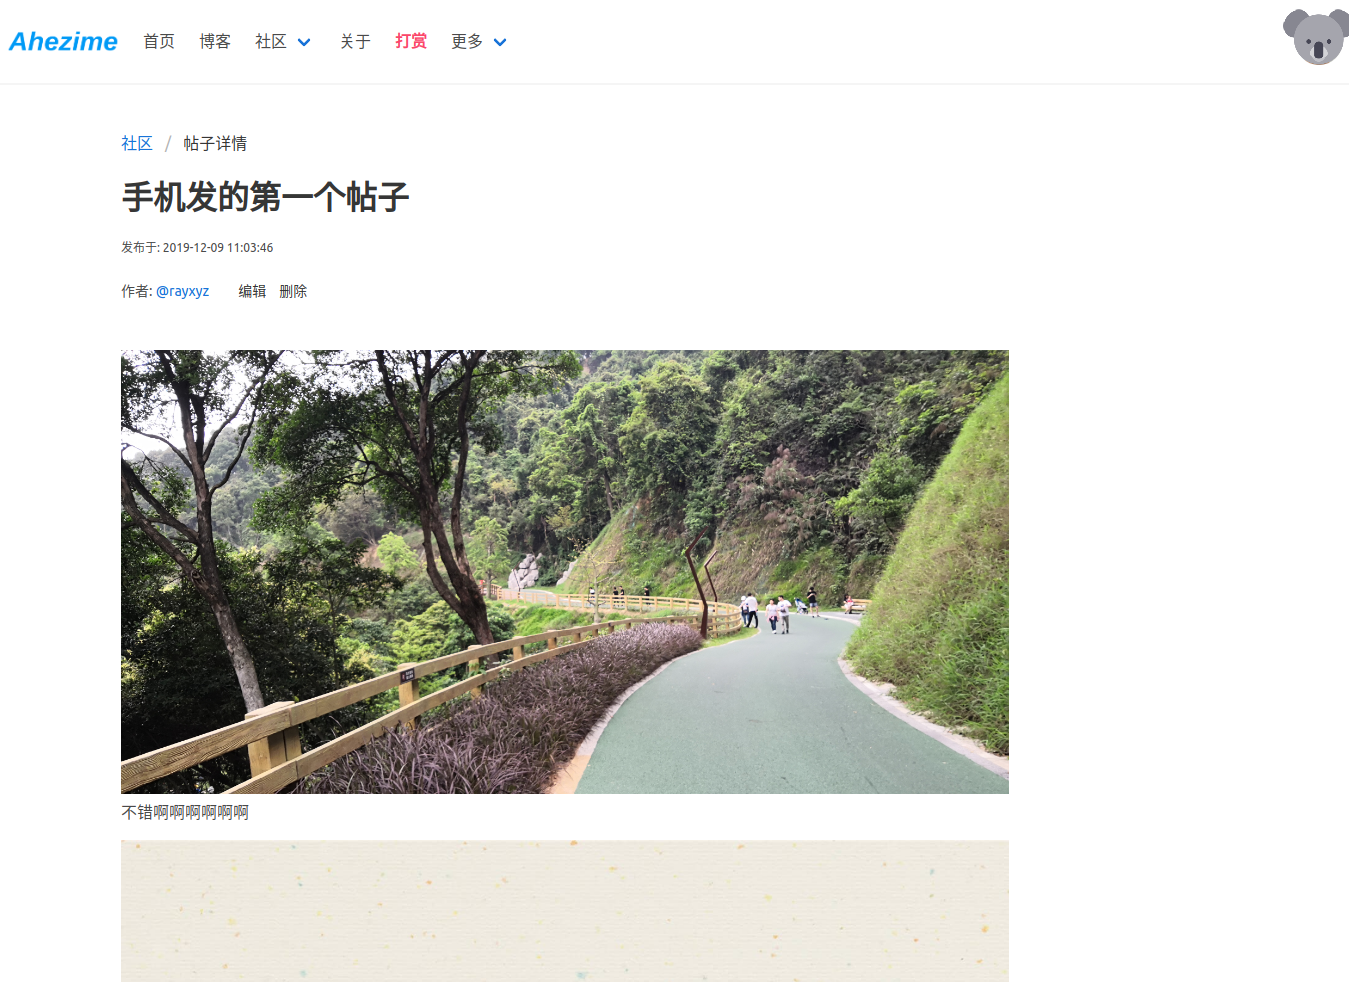 Ahezime 首页 博客 社区 关于 打赏 更多
社区 / 帖子详情
手机发的第一个帖子
发布于: 2019-12-09 11:03:46
作者: @rayxyz 编辑 删除
不错啊啊啊啊啊啊